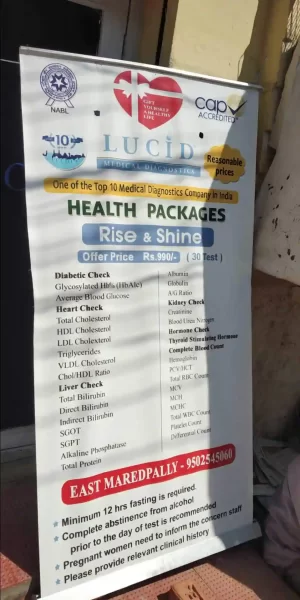 NABL
GIFT
YOURSELF
A HEALTHY
LIFE
cap
ACCREDITED
10
LUCID
MEDICAL DIAGNOSTICS
Reasonable
prices
One of the Top 10 Medical Diagnostics Company in India
HEALTH PACKAGES
Rise & Shine
Offer Price Rs.990/- ( 30 Test )
Diabetic Check
Glycosylated Hb% (HbAlc)
Average Blood Glucose
Heart Check
Total Cholesterol
HDL Cholesterol
LDL Cholesterol
Triglycerides
VLDL Cholesterol
Chol/HDL Ratio
Liver Check
Total Bilirubin
Direct Bilirubin
Indirect Bilirubin
SGOT
SGPT
Alkaline Phosphatase
Total Protein
Albumin
Globulin
A/G Ratio
Kidney Check
Creatinine
Blood Urea Nitrogen
Hormone Check
Thyroid Stimulating Hormone
Complete Blood Count
Hemoglobin
PCV/HCT
Total RBC Count
MCV
MCH
MCHC
Total WBC Count
Platelet Count
Differential Count
EAST MAREDPALLY - 9502545060
* Minimum 12 hrs fasting is required
* Complete abstinence from alcohol
prior to the day of test is recommended
* Pregnant women need to inform the concern staff
* Please provide relevant clinical history